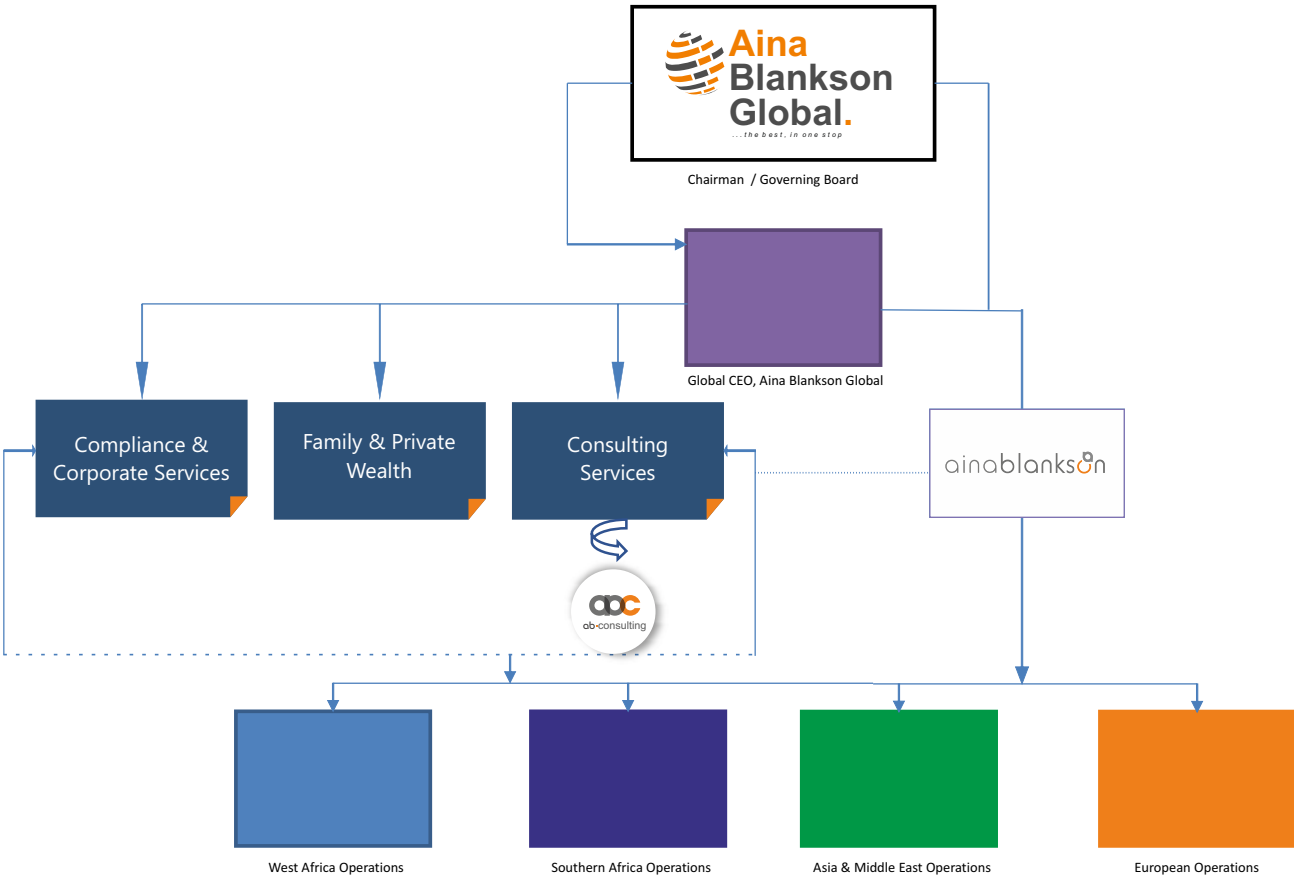 Aina
Blankson
Global.
...the best, in one stop
Chairman / Governing Board
Global CEO, Aina Blankson Global
Compliance &
Corporate Services
Family & Private
Wealth
Consulting
Services
ainablankson
abc
ab-consulting
West Africa Operations
Southern Africa Operations
Asia & Middle East Operations
European Operations